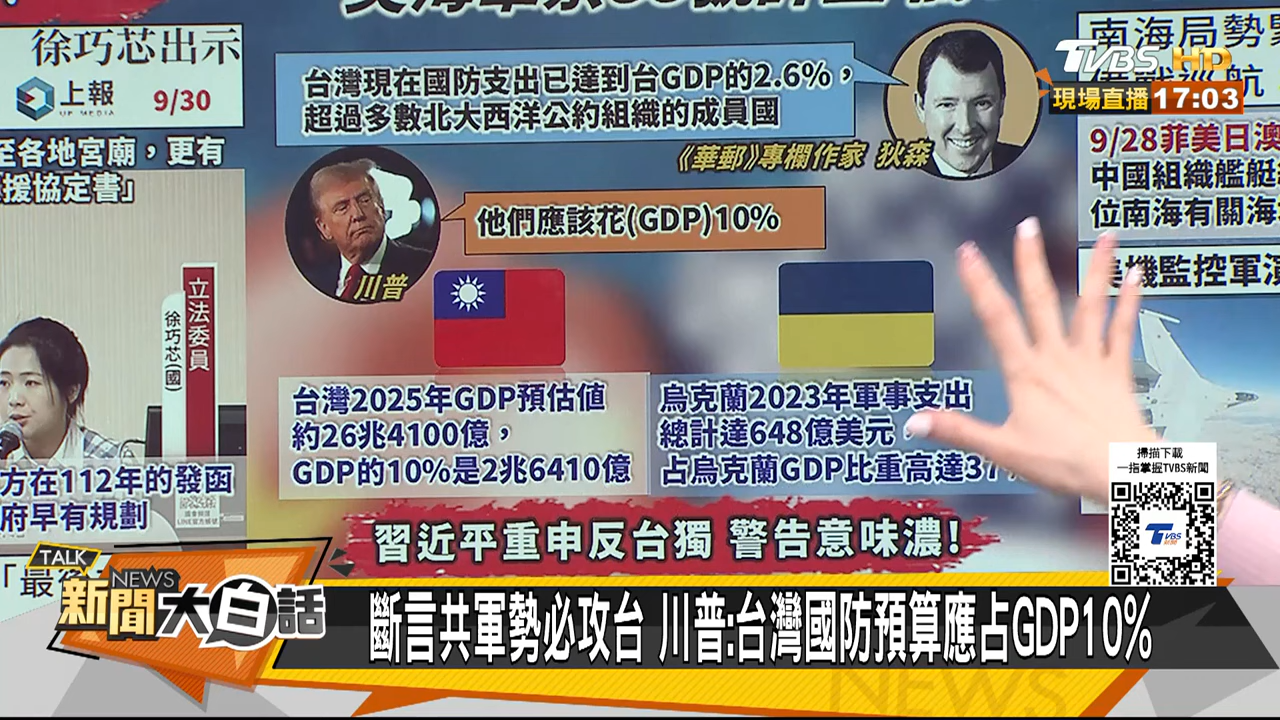 徐巧芯出示
上報
UP MEDIA
9/30
至各地宮廟，更有
援協定書」
立法委員
徐巧芯(國)
方在112年的發函
府早有規劃
台灣現在國防支出已達到台GDP的2.6%，
超過多數北大西洋公約組織的成員國
《華郵》專欄作家 狄森
他們應該花(GDP)10%
川普
台灣2025年GDP預估值
約26兆4100億，
GDP的10%是2兆6410億
烏克蘭2023年軍事支出
總計達648億美元，
占烏克蘭GDP比重高達37
習近平重申反台獨 警告意味濃!
南海局勢
TVBS HD
現場直播 17:03
9/28菲美日澳
中國組織艦艇
位南海有關海
機監控軍演
掃描下載
一指掌握TVBS新聞
TVBS
新聞
TALK
NEWS
新聞大白話
斷言共軍勢必攻台 川普:台灣國防預算應占GDP10%
NEWS